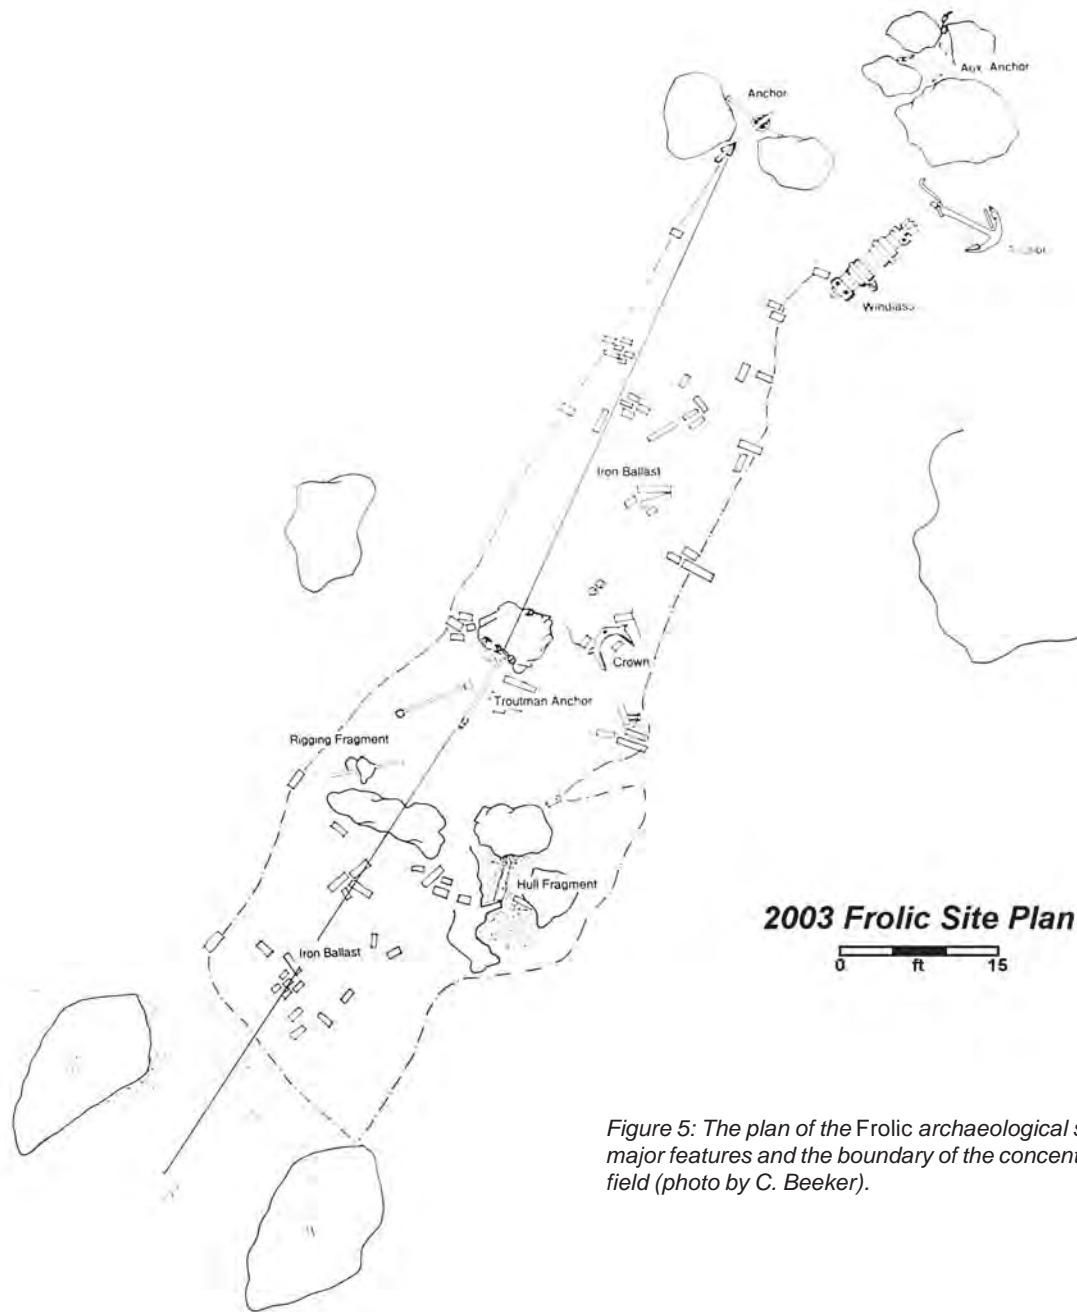 Aux. Anchor
Anchor
Windlass
Iron Ballast
Crown
Troutman Anchor
Rigging Fragment
Hull Fragment
Iron Ballast
2003 Frolic Site Plan
0 ft 15
Figure 5: The plan of the Frolic archaeological s
major features and the boundary of the concent
field (photo by C. Beeker).